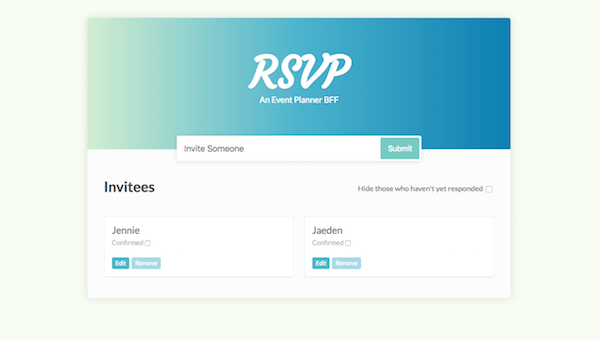 RSVP
An Event Planner BFF
Invite Someone Submit
Invitees Hide those who haven't yet responded
Jennie Jaeden
Confirmed Confirmed
Edit Remove Edit Remove